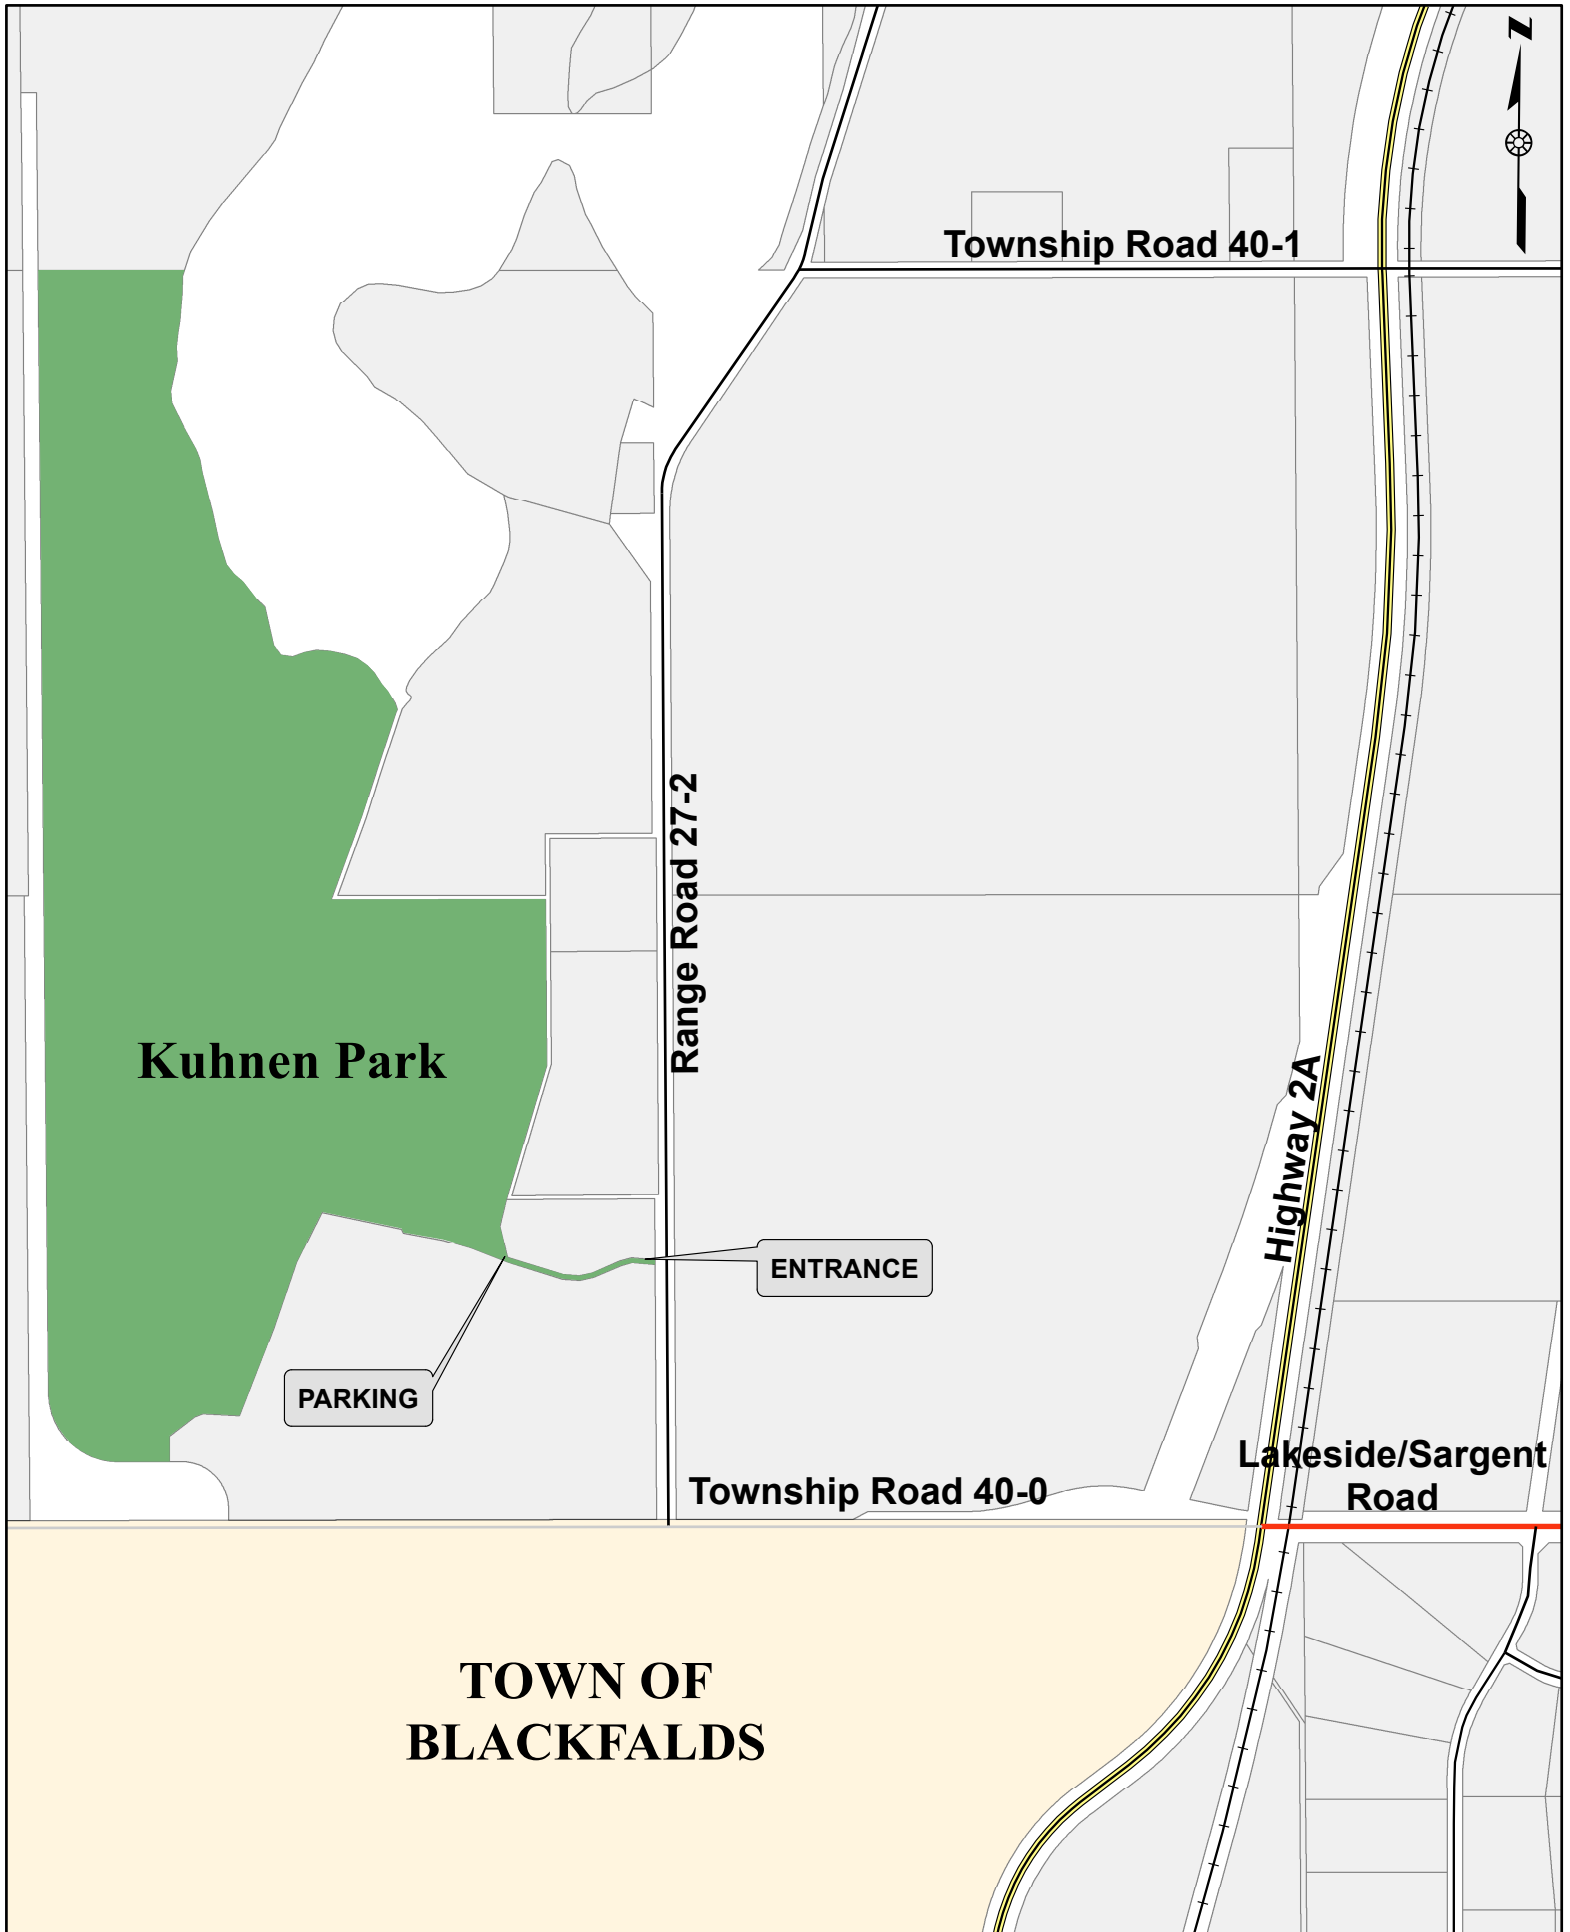 N
Township Road 40-1
Range Road 27-2
Kuhnen Park
Highway 2A
ENTRANCE
PARKING
Lakeside/Sargent
Road
Township Road 40-0
TOWN OF
BLACKFALDS